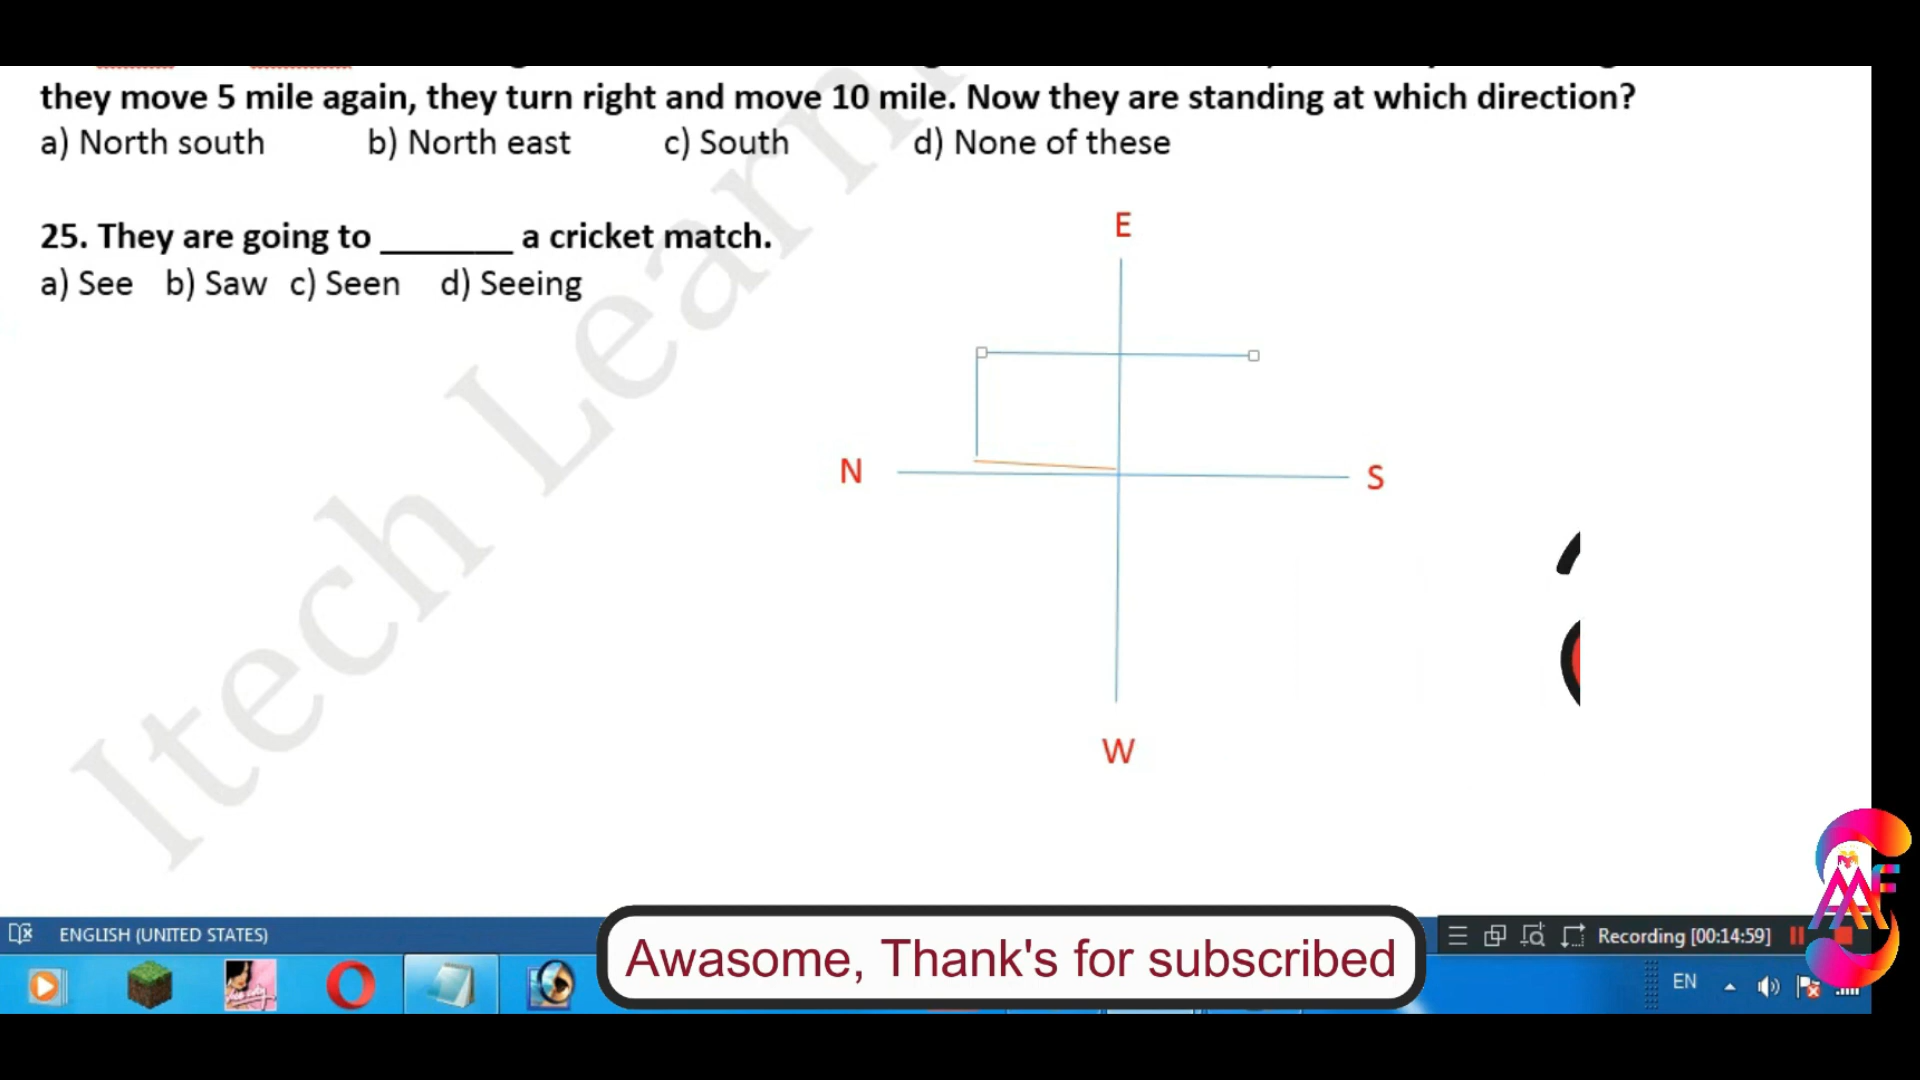 they move 5 mile again, they turn right and move 10 mile. Now they are standing at which direction?
a) North south b) North east c) South d) None of these
25. They are going to _______ a cricket match.
a) See b) Saw c) Seen d) Seeing
E
N
S
W
Itech Learn
ENGLISH (UNITED STATES)
Awasome, Thank's for subscribed
Recording [00:14:59]
EN